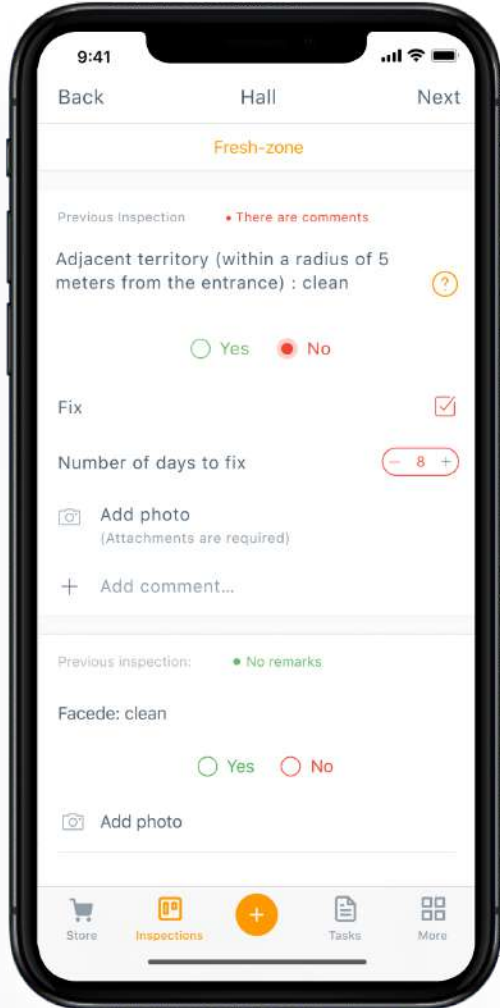 9:41
Back Hall Next
Fresh-zone
Previous Inspection • There are comments
Adjacent territory (within a radius of 5
meters from the entrance) : clean
?
Yes No
Fix
Number of days to fix − 8 +
Add photo
(Attachments are required)
+ Add comment...
Previous inspection: • No remarks
Facede: clean
Yes No
Add photo
+
Store Inspections Tasks More